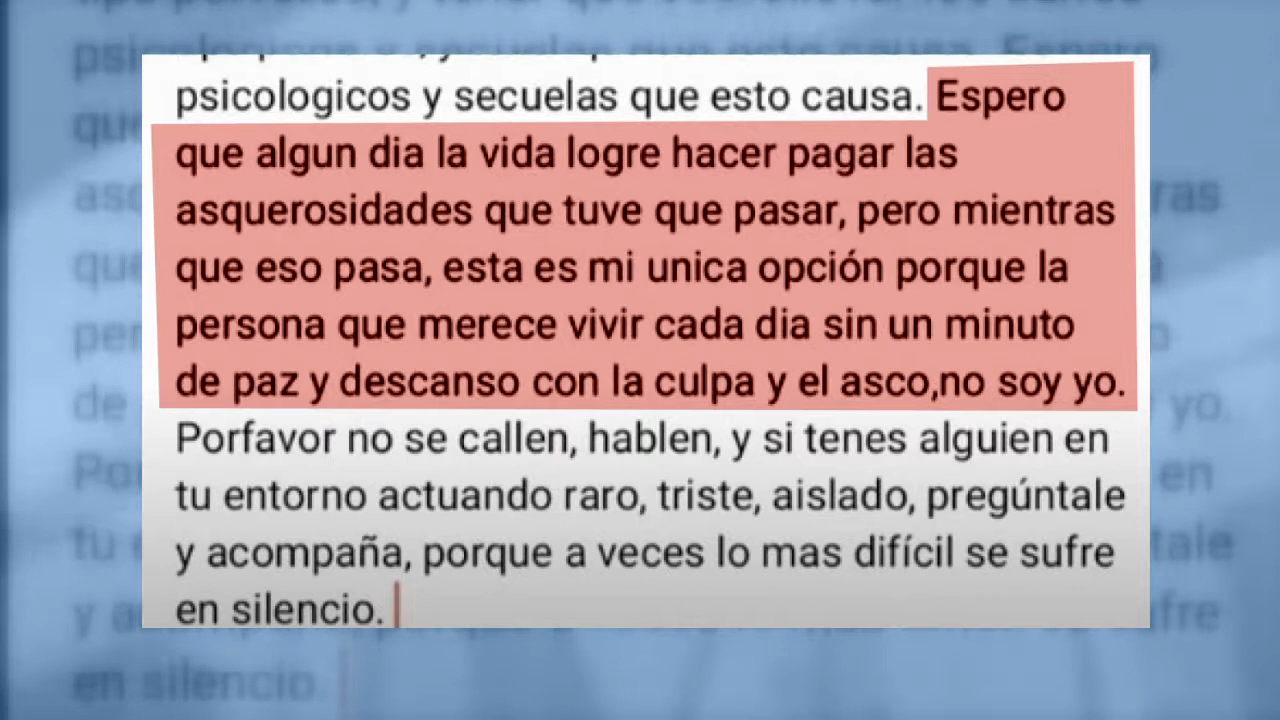 psicologicos y secuelas que esto causa. Espero
que algun dia la vida logre hacer pagar las
asquerosidades que tuve que pasar, pero mientras
que eso pasa, esta es mi unica opción porque la
persona que merece vivir cada dia sin un minuto
de paz y descanso con la culpa y el asco,no soy yo.
Porfavor no se callen, hablen, y si tenes alguien en
tu entorno actuando raro, triste, aislado, pregúntale
y acompaña, porque a veces lo mas difícil se sufre
en silencio.